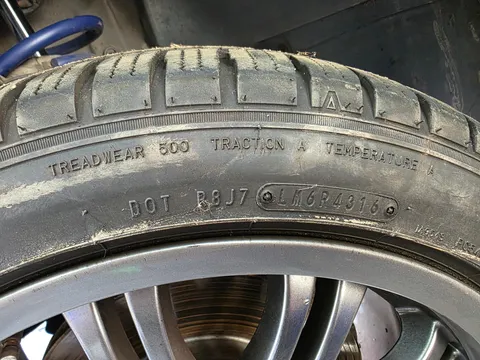 A
TREADWEAR 500 TRACTION A TEMPERATURE A
DOT B8J7 LM6R4316